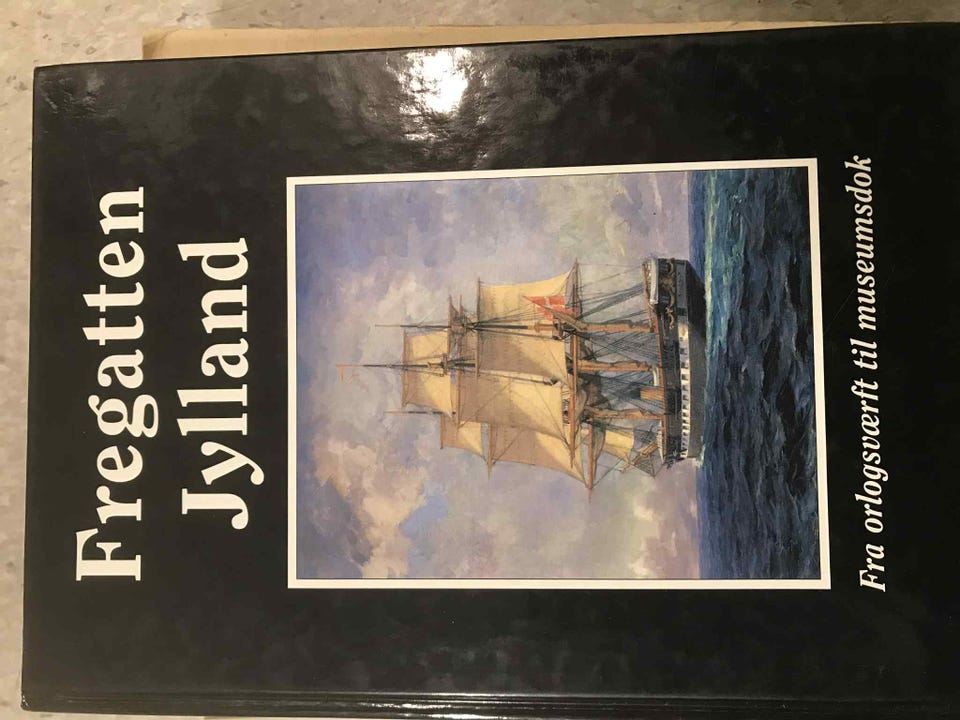 Fregatten
Jylland
Fra orlogsværft til museumsdok